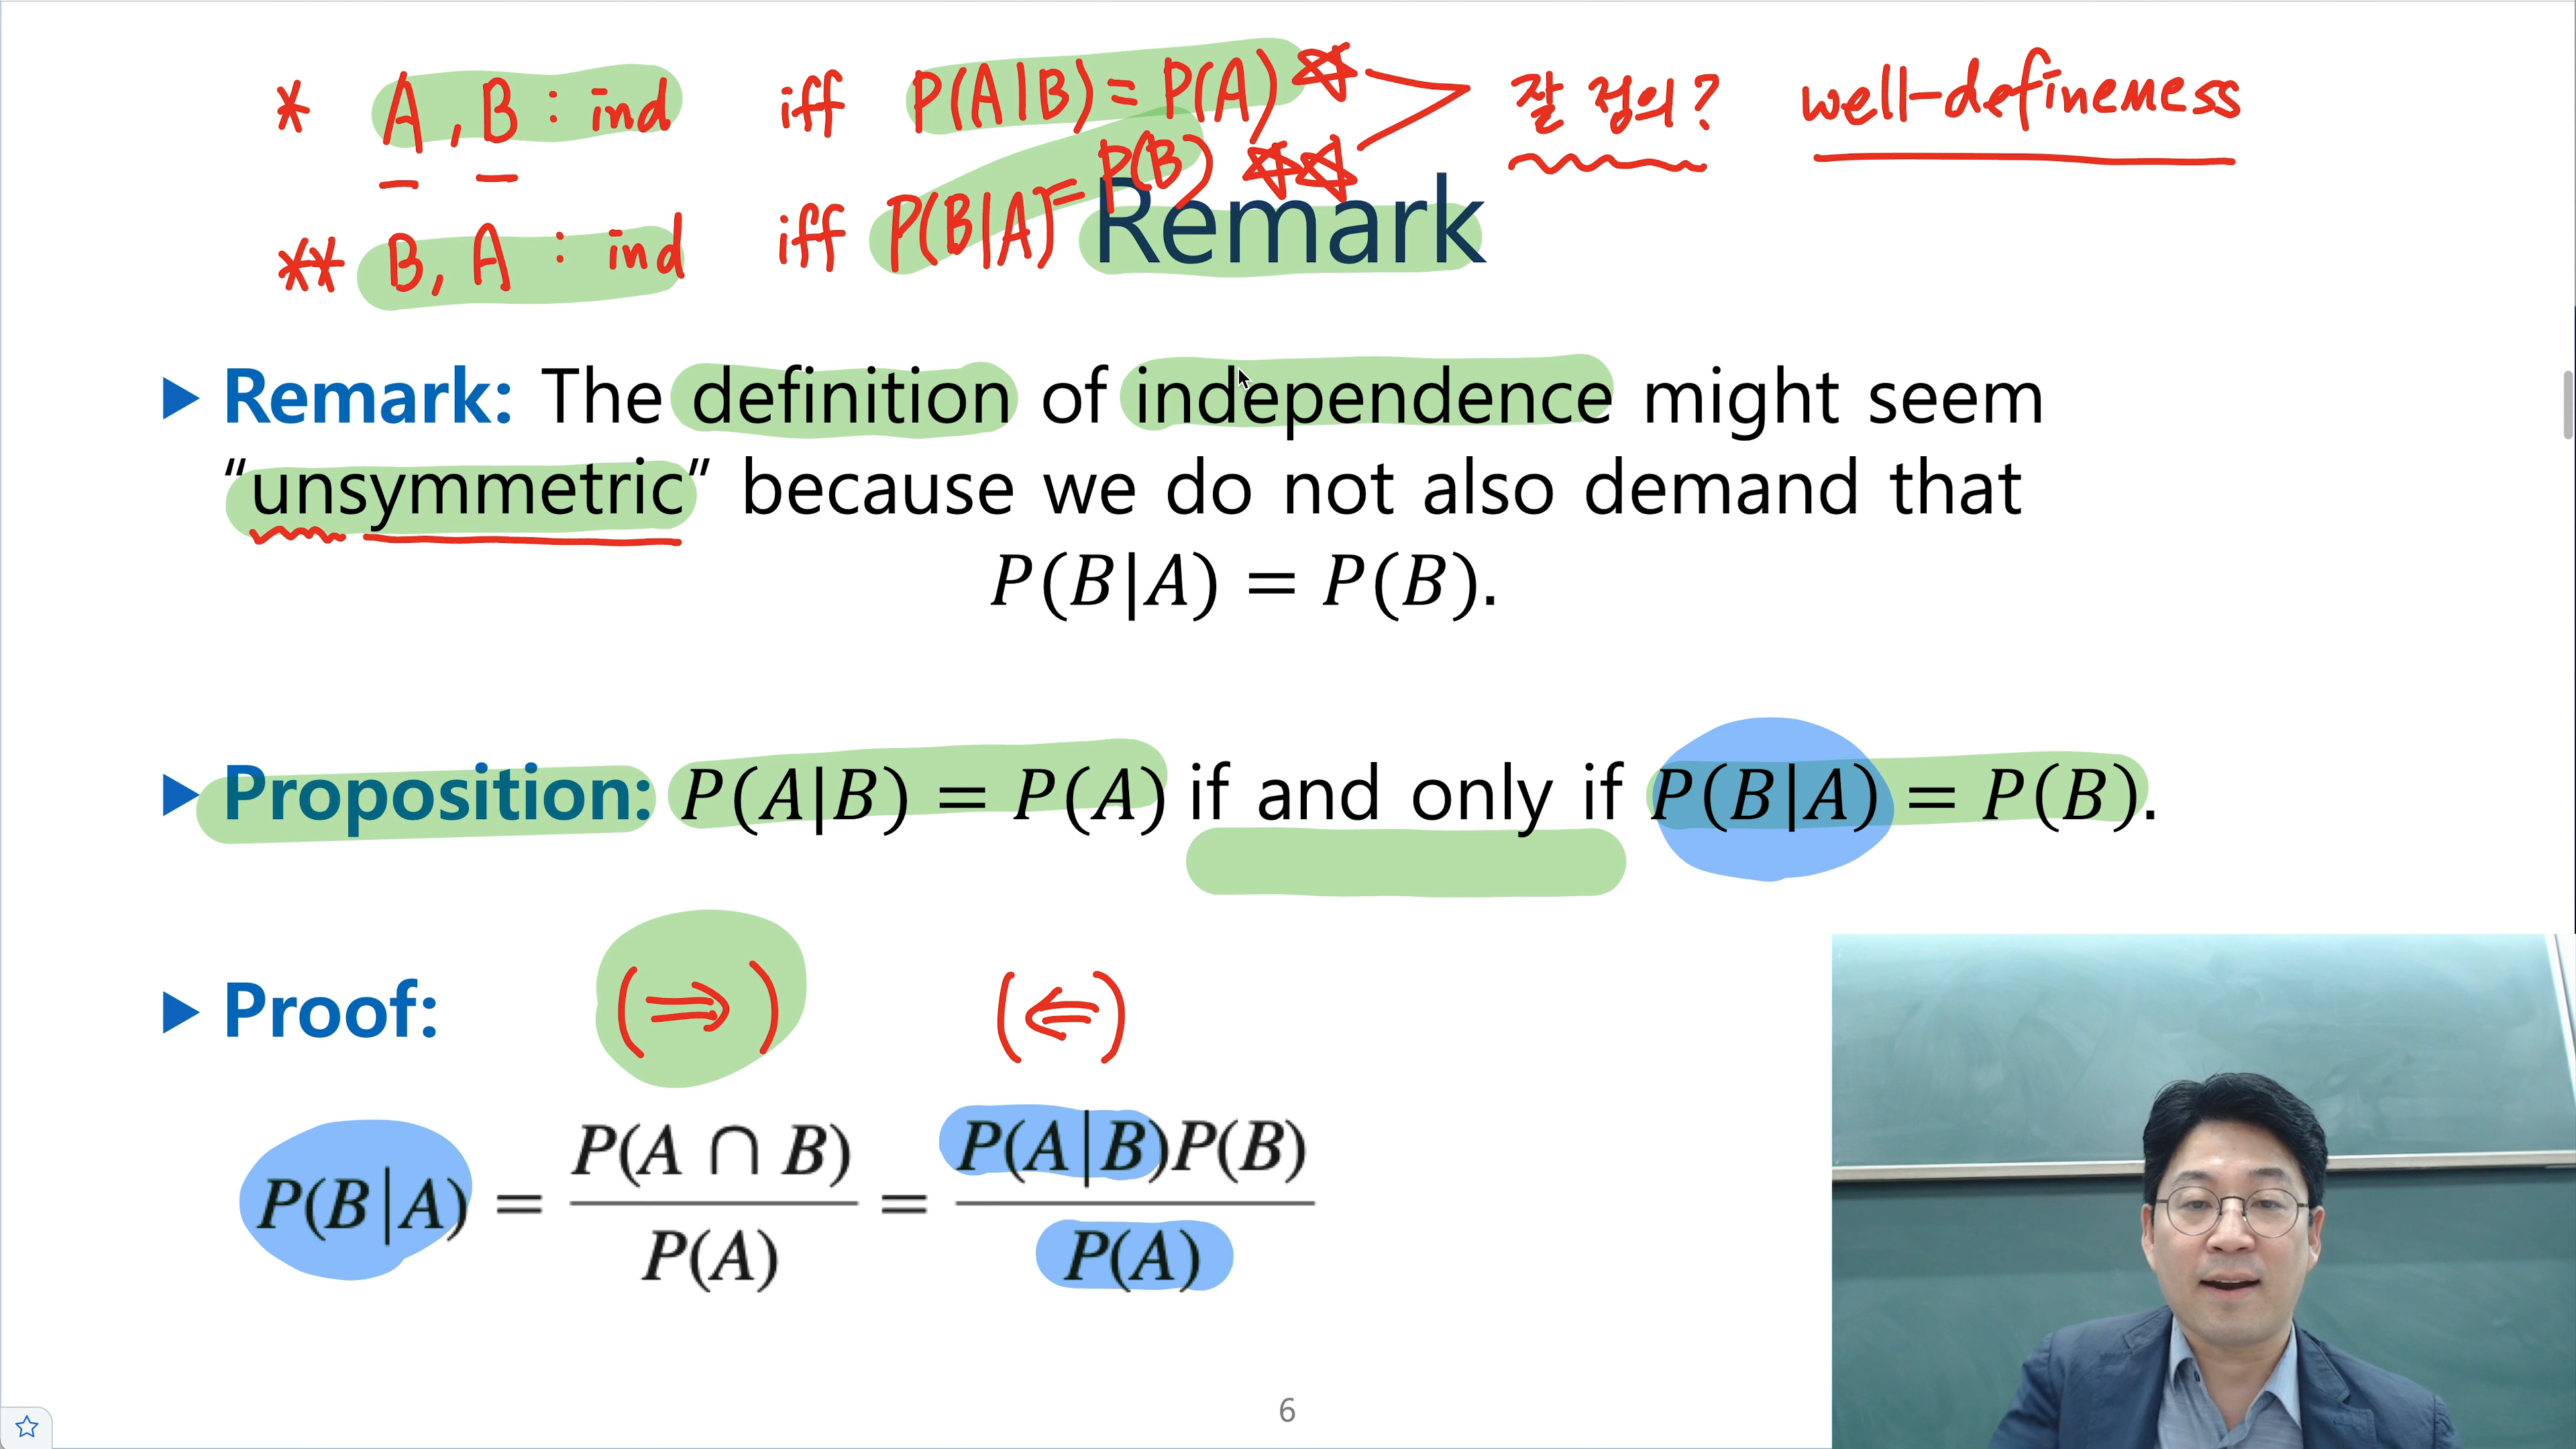 * A, B : ind iff P(A|B) = P(A) ☆ 잘 정의? well-defineness
** B, A : ind iff P(B|A) = P(B) ☆☆
Remark
▶ Remark: The definition of independence might seem
“unsymmetric” because we do not also demand that
P(B|A) = P(B).
▶ Proposition: P(A|B) = P(A) if and only if P(B|A) = P(B).
▶ Proof: (⇒) (⇐)
P(B|A) = P(A ∩ B) / P(A) = P(A|B)P(B) / P(A)
6